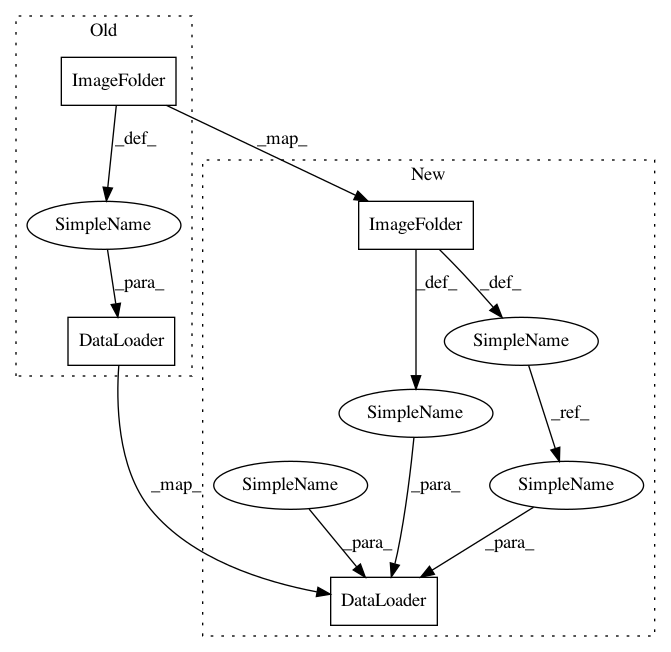 Old
ImageFolder
_def_
_map_
New
SimpleName
ImageFolder
_para_
_def_
_def_
DataLoader
SimpleName
SimpleName
_ref_
_map_
SimpleName
_para_
SimpleName
_para_
_para_
DataLoader